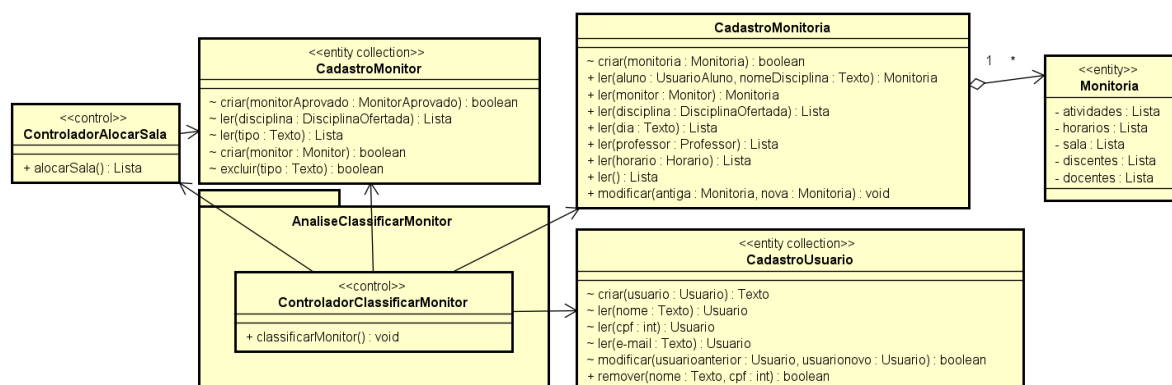 <<control>>
ControladorAlocarSala
+ alocarSala() : Lista
<<entity collection>>
CadastroMonitor
~ criar(monitorAprovado : MonitorAprovado) : boolean
~ ler(disciplina : DisciplinaOfertada) : Lista
~ ler(tipo : Texto) : Lista
~ criar(monitor : Monitor) : boolean
~ excluir(tipo : Texto) : boolean
CadastroMonitoria
~ criar(monitoria : Monitoria) : boolean
+ ler(aluno : UsuarioAluno, nomeDisciplina : Texto) : Monitoria
+ ler(monitor : Monitor) : Monitoria
+ ler(disciplina : DisciplinaOfertada) : Lista
+ ler(dia : Texto) : Lista
+ ler(professor : Professor) : Lista
+ ler(horario : Horario) : Lista
+ ler() : Lista
+ modificar(antiga : Monitoria, nova : Monitoria) : void
1 *
<<entity>>
Monitoria
- atividades : Lista
- horarios : Lista
- sala : Lista
- discentes : Lista
- docentes : Lista
AnaliseClassificarMonitor
<<control>>
ControladorClassificarMonitor
+ classificarMonitor() : void
<<entity collection>>
CadastroUsuario
~ criar(usuario : Usuario) : Texto
~ ler(nome : Texto) : Usuario
~ ler(cpf : int) : Usuario
~ ler(e-mail : Texto) : Usuario
~ modificar(usuarioanterior : Usuario, usuarionovo : Usuario) : boolean
+ remover(nome : Texto, cpf : int) : boolean